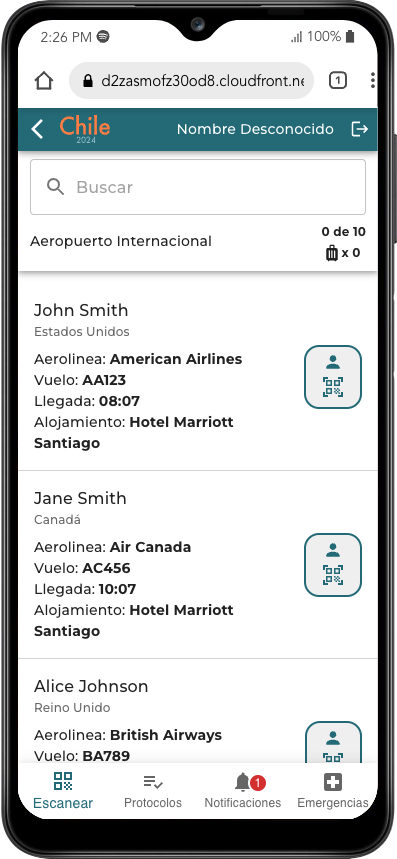 2:26 PM
100%
d2zasmofz30od8.cloudfront.ne
1
Chile
2024
Nombre Desconocido
Buscar
Aeropuerto Internacional
0 de 10
x 0
John Smith
Estados Unidos
Aerolinea: American Airlines
Vuelo: AA123
Llegada: 08:07
Alojamiento: Hotel Marriott
Santiago
Jane Smith
Canadá
Aerolinea: Air Canada
Vuelo: AC456
Llegada: 10:07
Alojamiento: Hotel Marriott
Santiago
Alice Johnson
Reino Unido
Aerolinea: British Airways
Vuelo: BA789
1
Escanear
Protocolos
Notificaciones
Emergencias